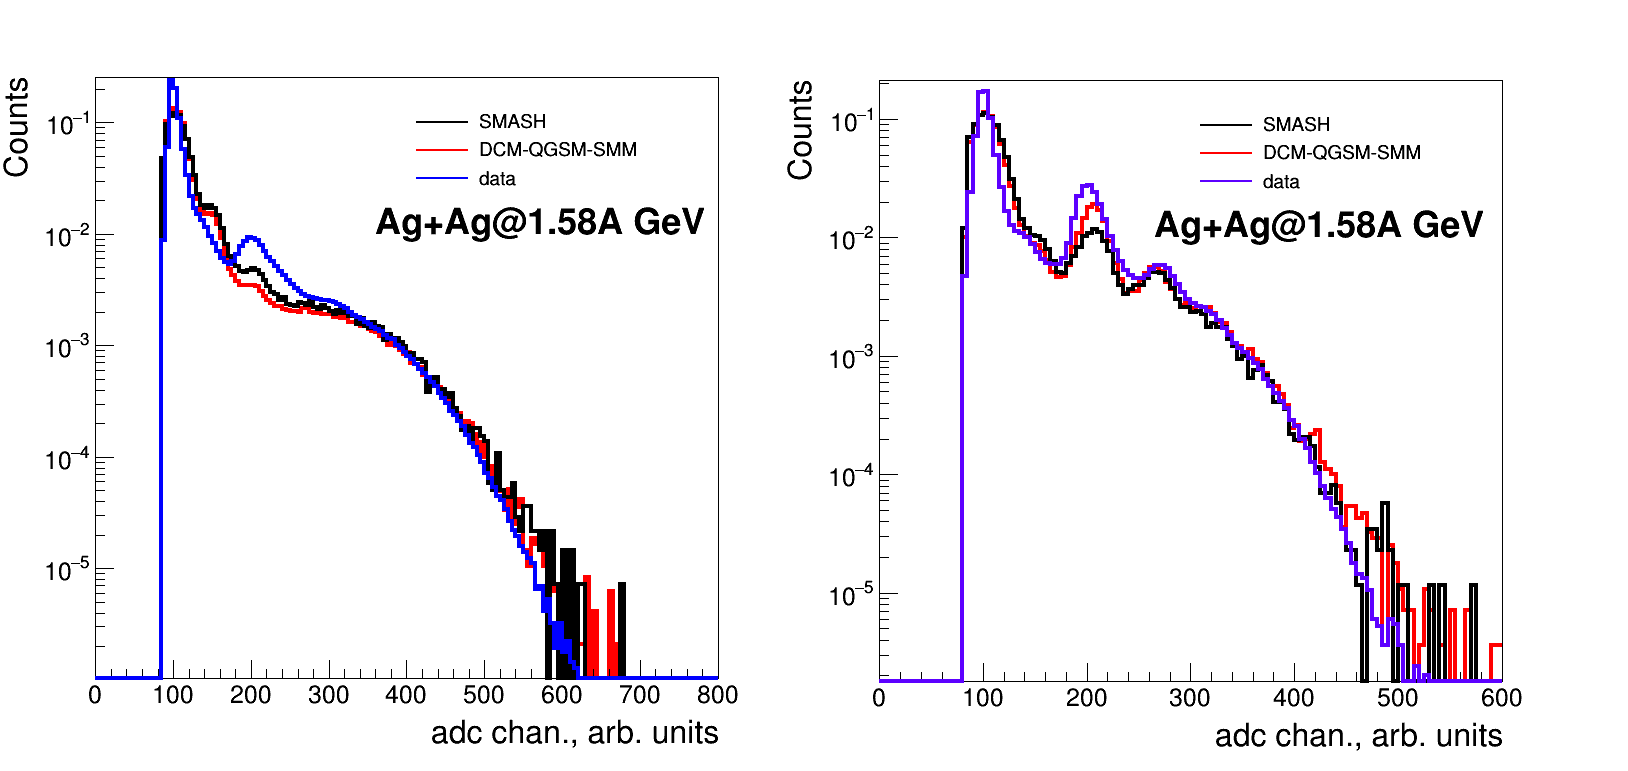 Counts
SMASH
DCM-QGSM-SMM
data
Ag+Ag@1.58A GeV
10⁻¹
10⁻²
10⁻³
10⁻⁴
10⁻⁵
0 100 200 300 400 500 600 700 800
adc chan., arb. units
Counts
SMASH
DCM-QGSM-SMM
data
Ag+Ag@1.58A GeV
10⁻¹
10⁻²
10⁻³
10⁻⁴
10⁻⁵
0 100 200 300 400 500 600
adc chan., arb. units